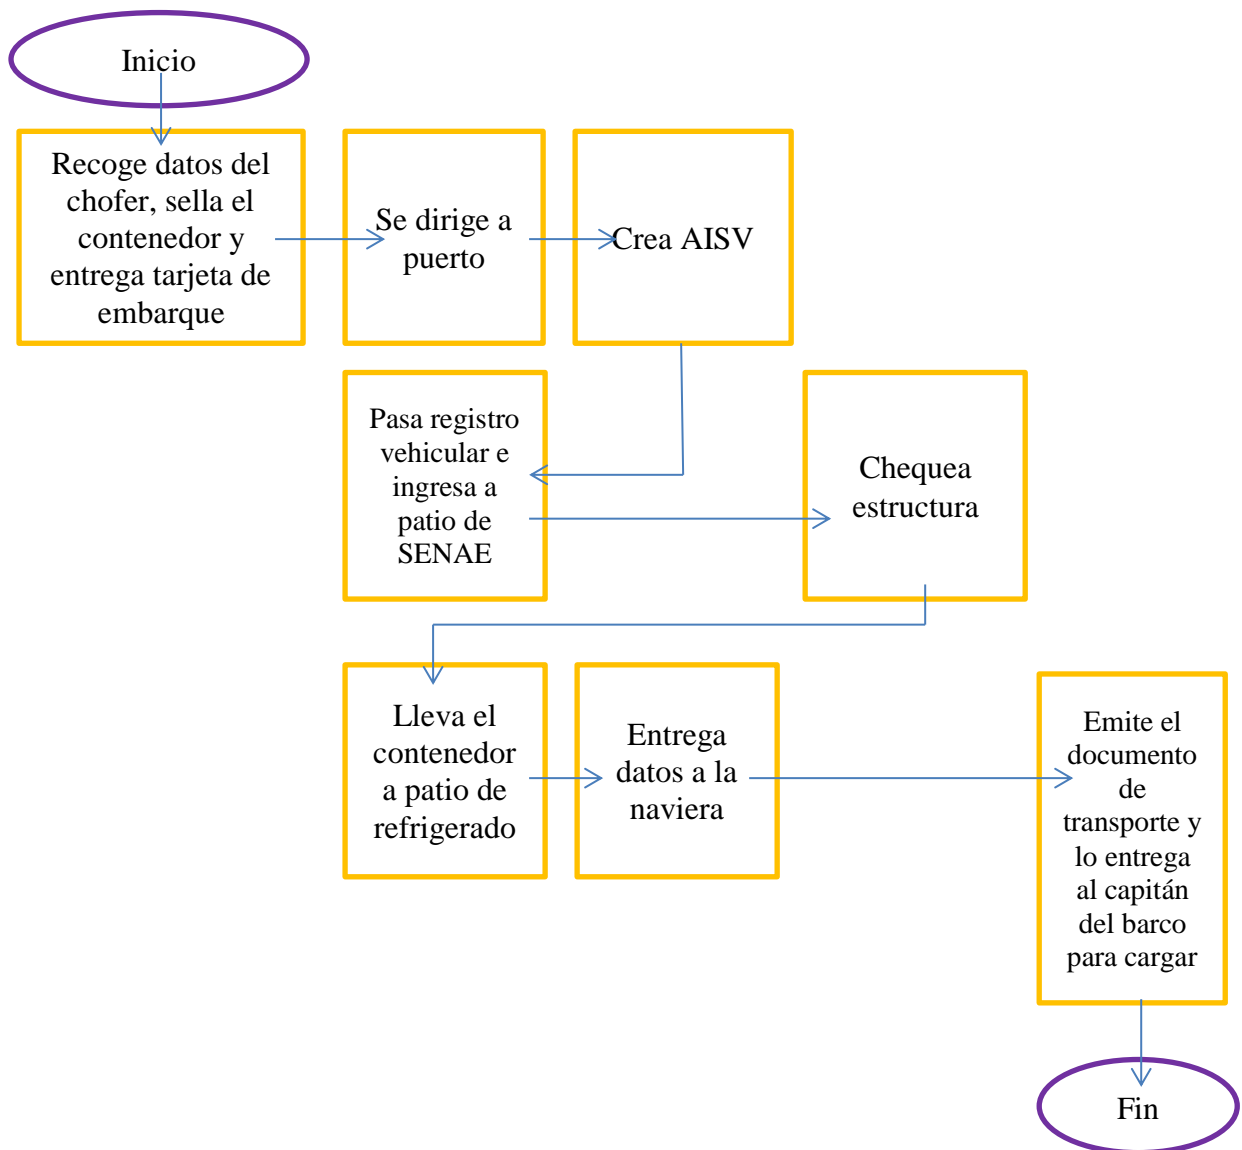 Inicio
Recoge datos del
chofer, sella el
contenedor y
entrega tarjeta de
embarque
Se dirige a
puerto
Crea AISV
Pasa registro
vehicular e
ingresa a
patio de
SENAE
Chequea
estructura
Lleva el
contenedor
a patio de
refrigerado
Entrega
datos a la
naviera
Emite el
documento
de
transporte y
lo entrega
al capitán
del barco
para cargar
Fin